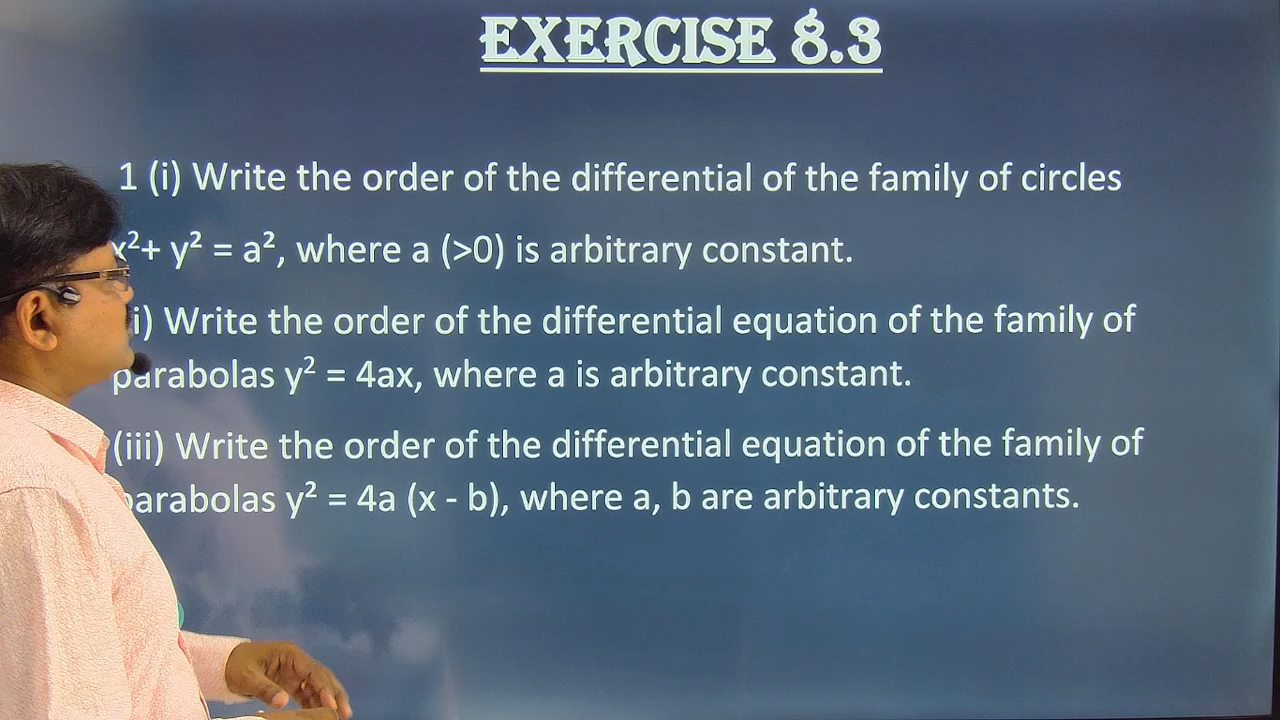 EXERCISE 8.3
1 (i) Write the order of the differential of the family of circles
x²+ y² = a², where a (>0) is arbitrary constant.
i) Write the order of the differential equation of the family of
parabolas y² = 4ax, where a is arbitrary constant.
(iii) Write the order of the differential equation of the family of
parabolas y² = 4a (x - b), where a, b are arbitrary constants.